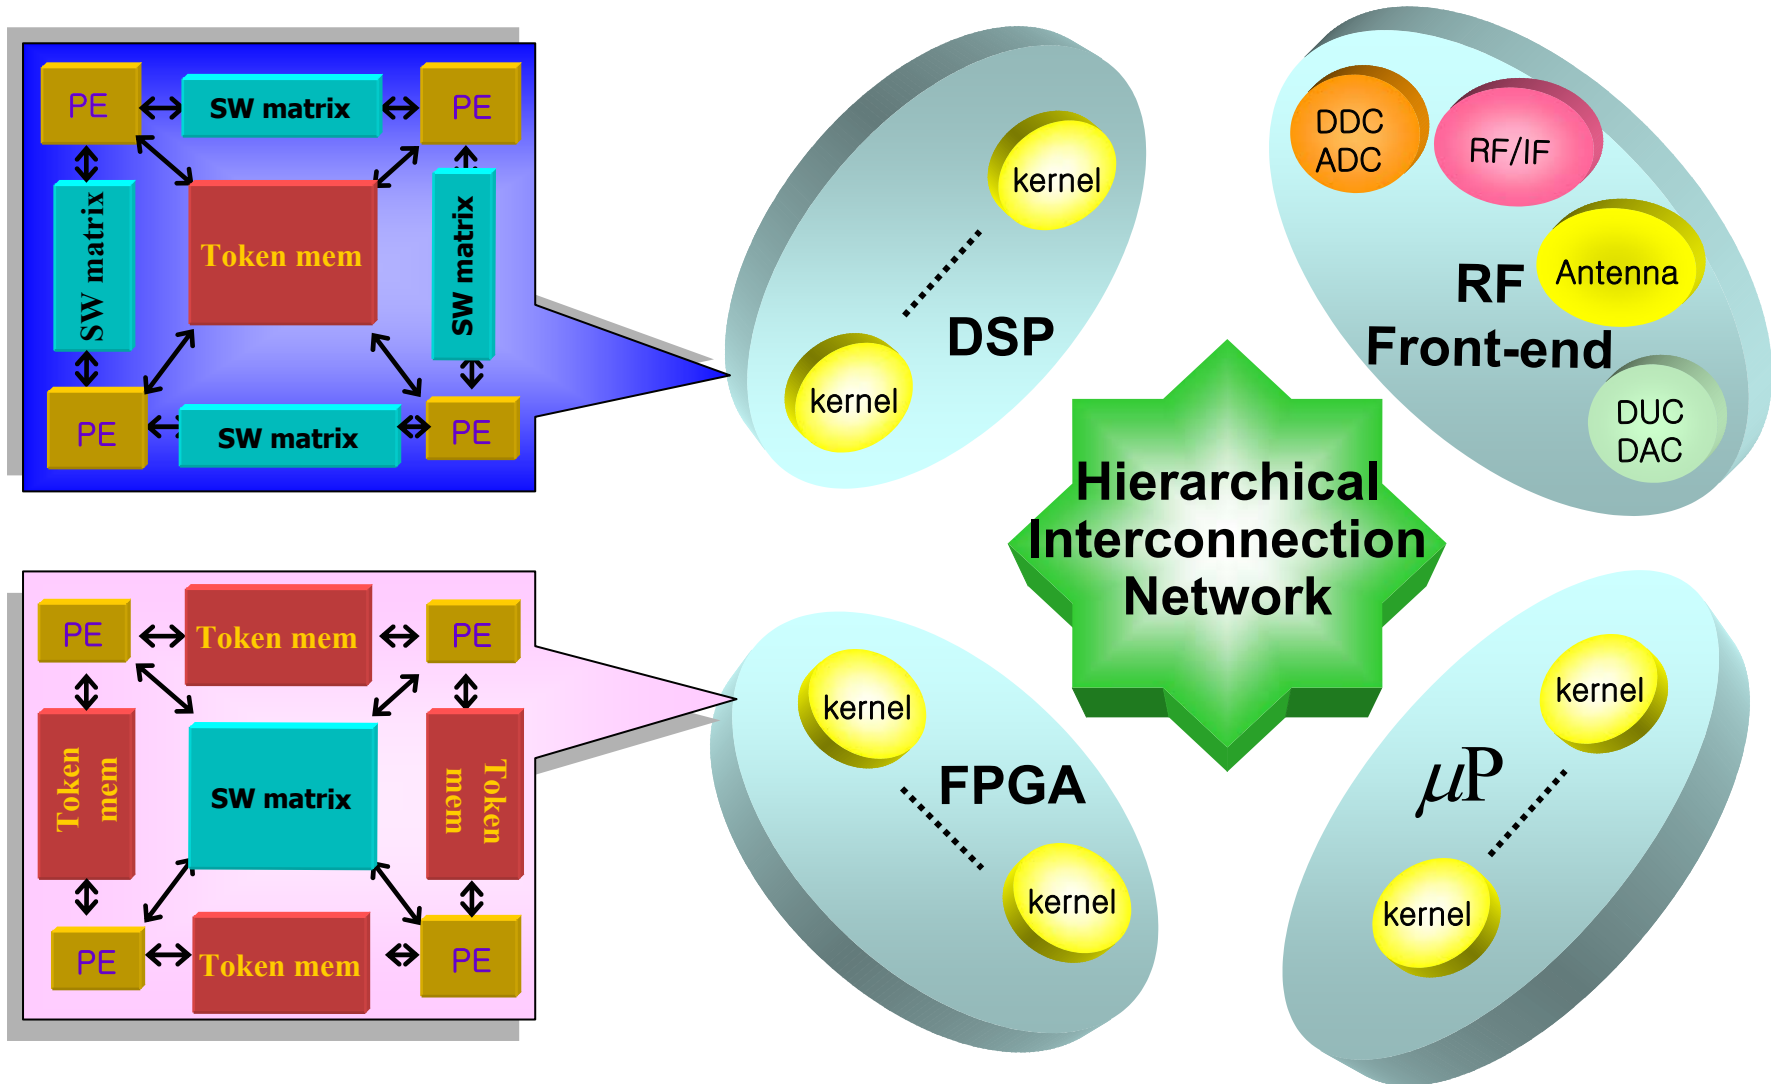 PE
SW matrix
PE
SW matrix
Token mem
SW matrix
PE
SW matrix
PE
kernel
kernel
DSP
DDC
ADC
RF/IF
Antenna
RF
Front-end
DUC
DAC
Hierarchical
Interconnection
Network
PE
Token mem
PE
Token
mem
SW matrix
Token
mem
PE
Token mem
PE
kernel
FPGA
kernel
kernel
μP
kernel